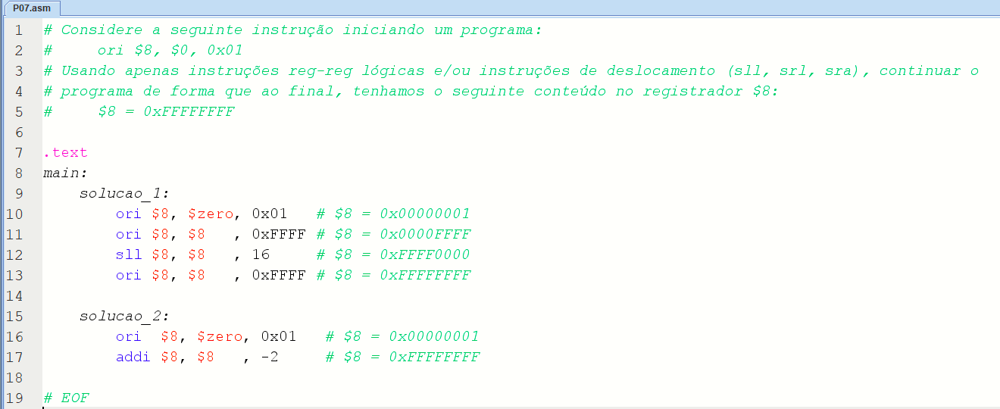 P07.asm
1 # Considere a seguinte instrução iniciando um programa:
2 #     ori $8, $0, 0x01
3 # Usando apenas instruções reg-reg lógicas e/ou instruções de deslocamento (sll, srl, sra), continuar o
4 # programa de forma que ao final, tenhamos o seguinte conteúdo no registrador $8:
5 #     $8 = 0xFFFFFFFF
6
7 .text
8 main:
9     solucao_1:
10         ori $8, $zero, 0x01   # $8 = 0x00000001
11         ori $8, $8   , 0xFFFF # $8 = 0x0000FFFF
12         sll $8, $8   , 16     # $8 = 0xFFFF0000
13         ori $8, $8   , 0xFFFF # $8 = 0xFFFFFFFF
14
15     solucao_2:
16         ori  $8, $zero, 0x01   # $8 = 0x00000001
17         addi $8, $8   , -2     # $8 = 0xFFFFFFFF
18
19 # EOF